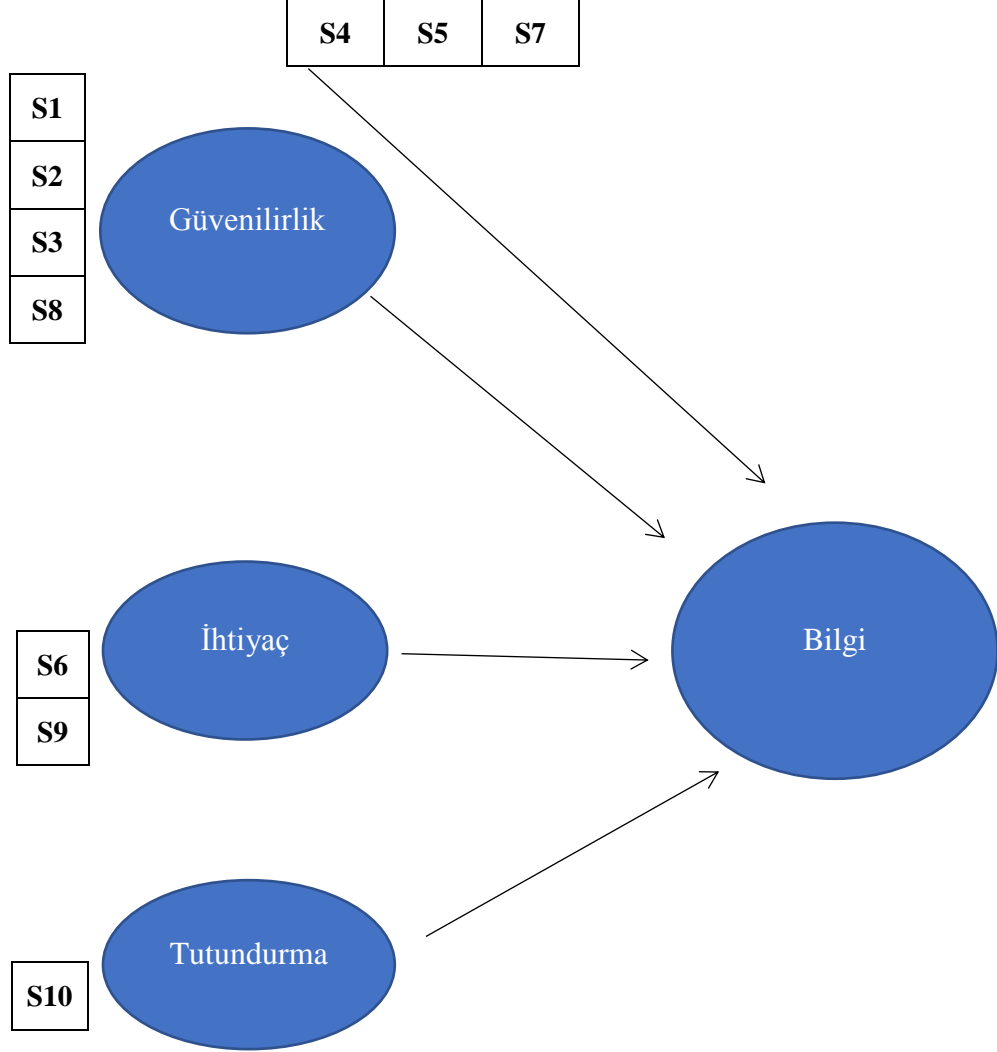 S4 S5 S7
S1
S2
S3
S8
Güvenilirlik
İhtiyaç
S6
S9
Bilgi
Tutundurma
S10